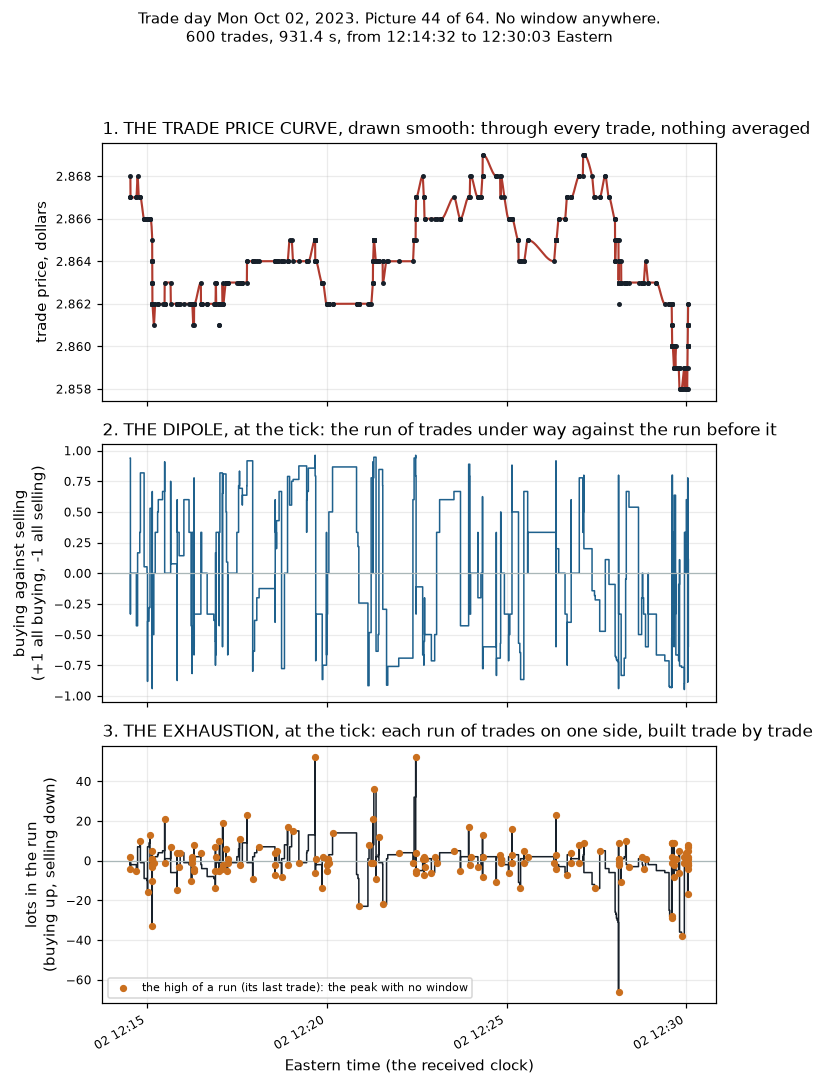 Trade day Mon Oct 02, 2023. Picture 44 of 64. No window anywhere.
600 trades, 931.4 s, from 12:14:32 to 12:30:03 Eastern
1. THE TRADE PRICE CURVE, drawn smooth: through every trade, nothing averaged
trade price, dollars
2.868
2.866
2.864
2.862
2.860
2.858
2. THE DIPOLE, at the tick: the run of trades under way against the run before it
buying against selling
(+1 all buying, -1 all selling)
1.00
0.75
0.50
0.25
0.00
−0.25
−0.50
−0.75
−1.00
3. THE EXHAUSTION, at the tick: each run of trades on one side, built trade by trade
lots in the run
(buying up, selling down)
40
20
0
−20
−40
−60
the high of a run (its last trade): the peak with no window
02 12:15
02 12:20
02 12:25
02 12:30
Eastern time (the received clock)